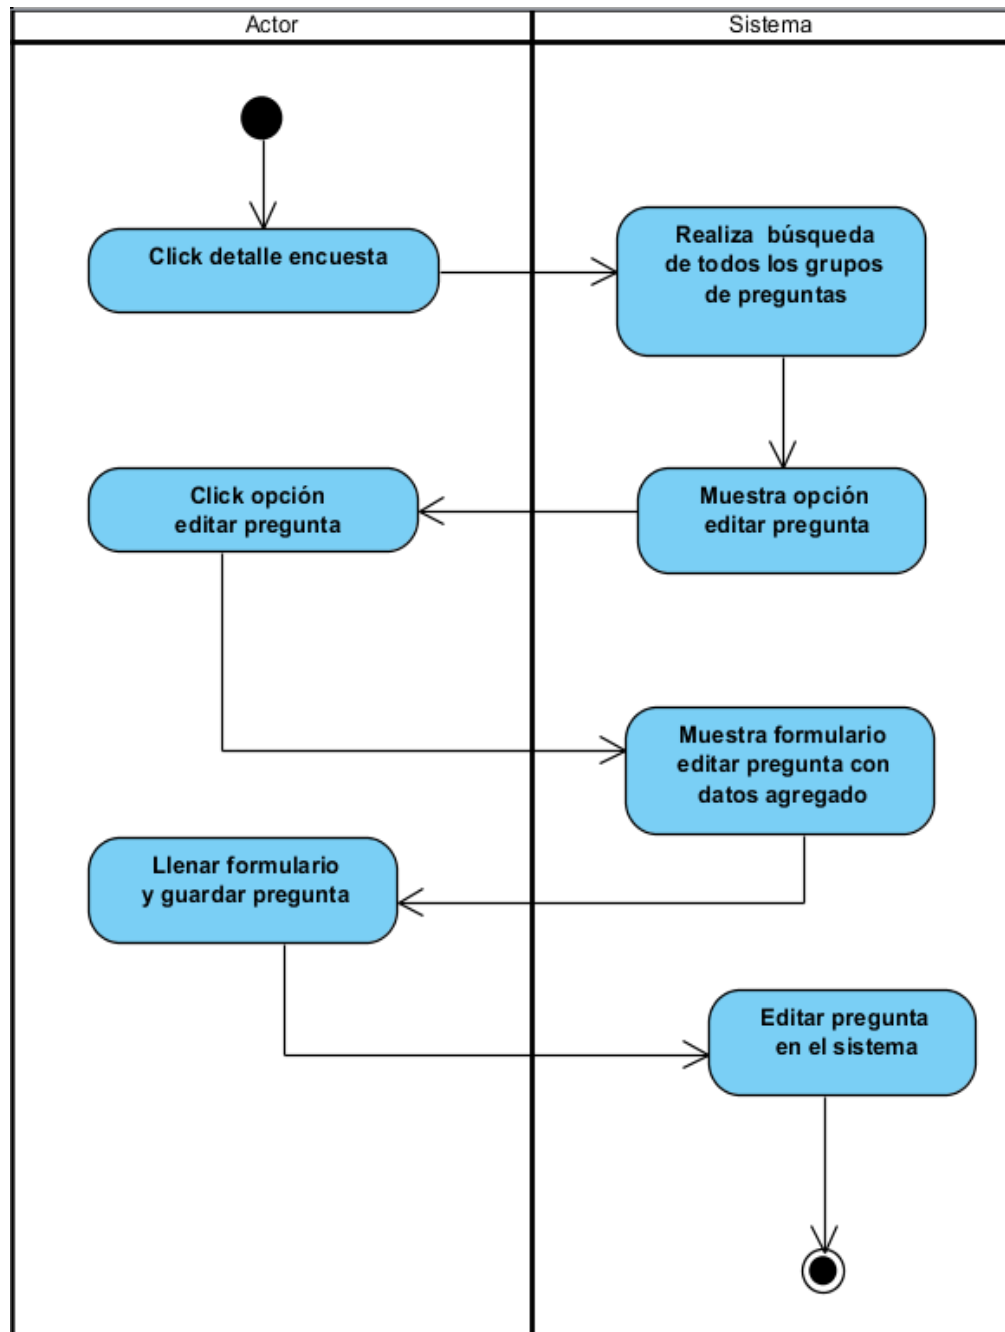 Actor
Sistema
Click detalle encuesta
Realiza búsqueda
de todos los grupos
de preguntas
Muestra opción
editar pregunta
Click opción
editar pregunta
Muestra formulario
editar pregunta con
datos agregado
Llenar formulario
y guardar pregunta
Editar pregunta
en el sistema